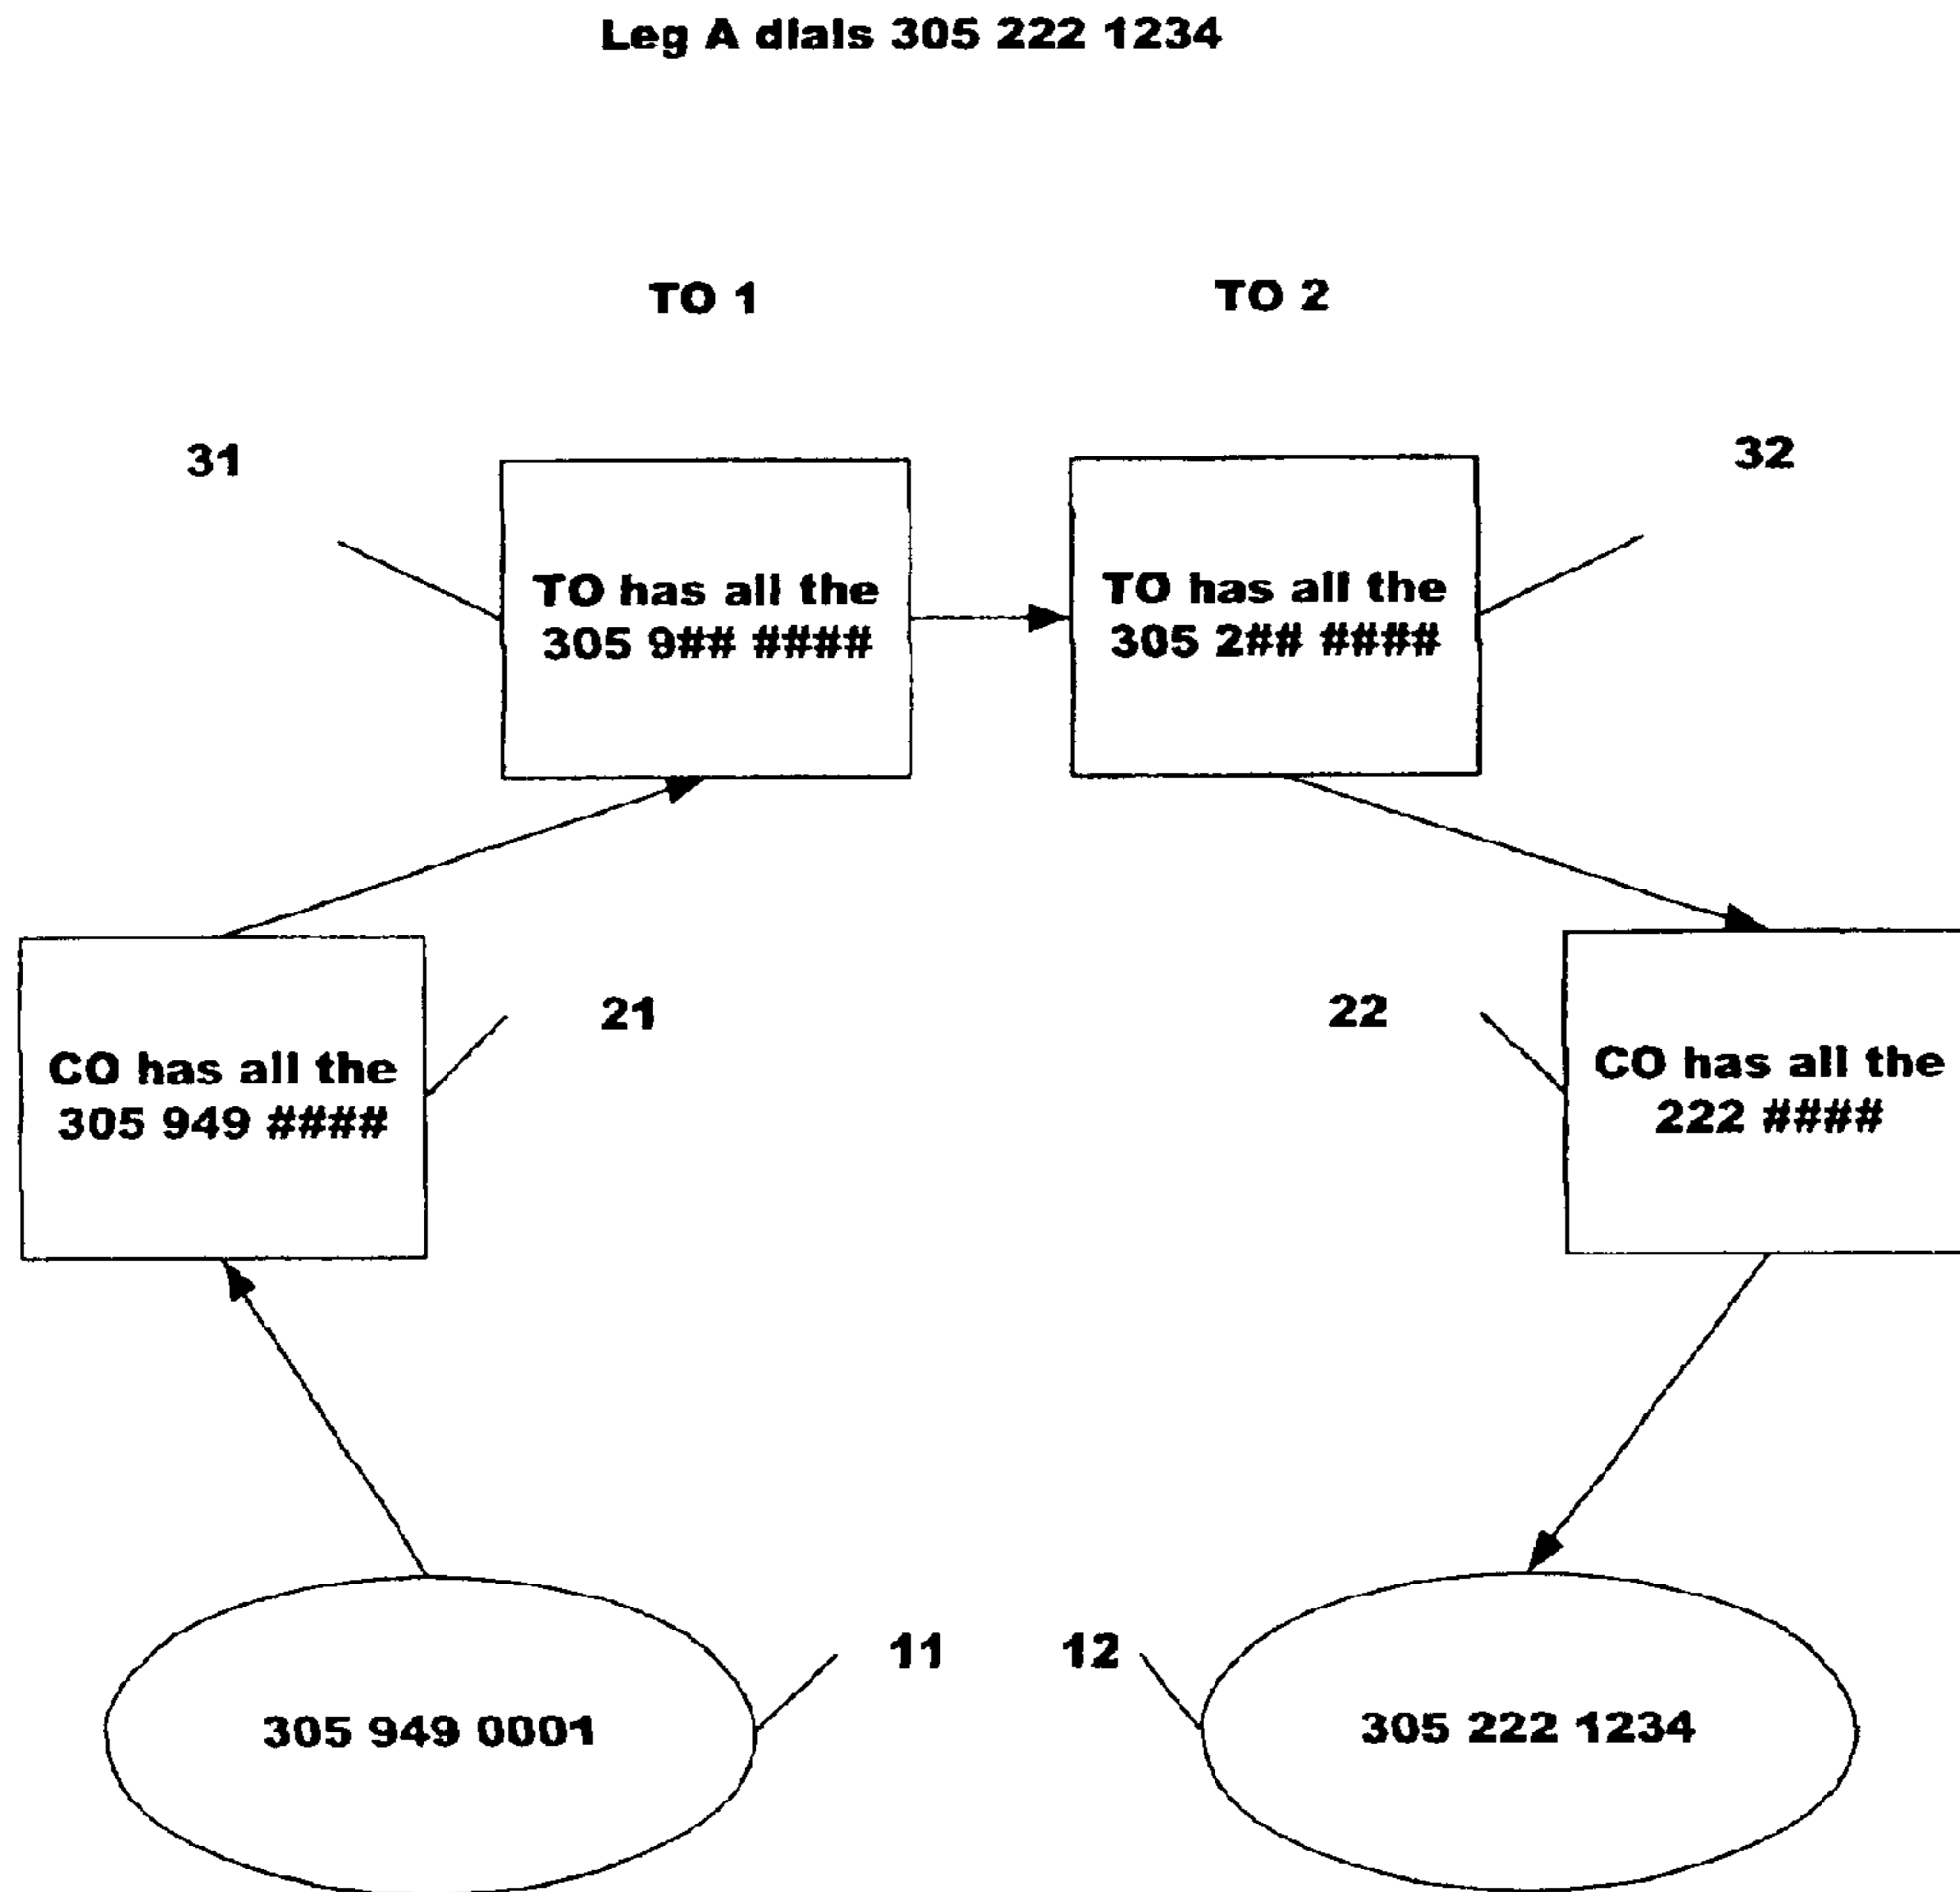 Leg A dials 305 222 1234
TO 1
TO 2
31
32
TO has all the
305 9## ####
TO has all the
305 2## ####
21
22
CO has all the
305 949 ####
CO has all the
222 ####
11
12
305 949 0001
305 222 1234